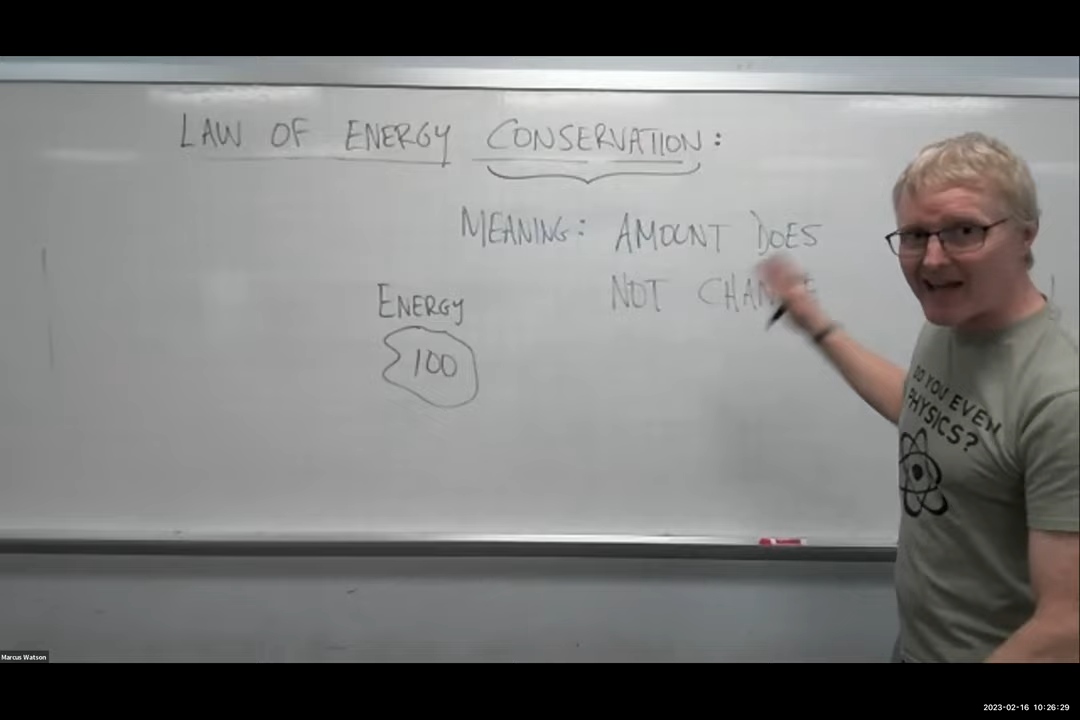 LAW OF ENERGY CONSERVATION:
MEANING: AMOUNT DOES
NOT
ENERGY
100
DO YOU EVEN
PHYSICS?
Marcus Watson
2023-02-16 10:26:29